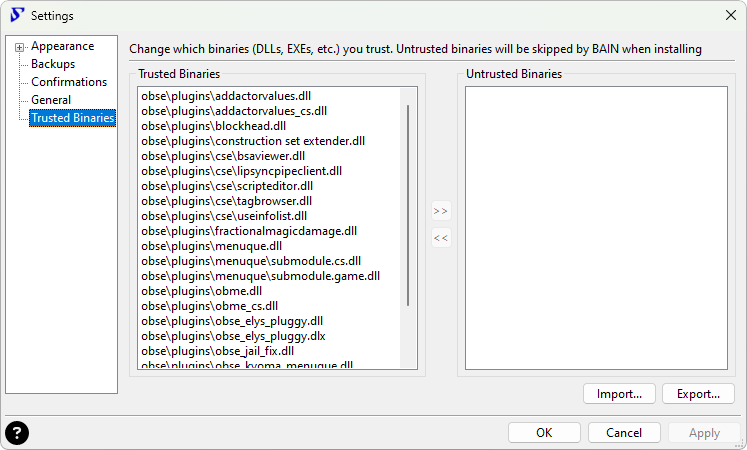 Settings
Appearance
Backups
Confirmations
General
Trusted Binaries
Change which binaries (DLLs, EXEs, etc.) you trust. Untrusted binaries will be skipped by BAIN when installing
Trusted Binaries
obse\plugins\addactorvalues.dll
obse\plugins\addactorvalues_cs.dll
obse\plugins\blockhead.dll
obse\plugins\construction set extender.dll
obse\plugins\cse\bsaviewer.dll
obse\plugins\cse\lipsyncpipeclient.dll
obse\plugins\cse\scripteditor.dll
obse\plugins\cse\tagbrowser.dll
obse\plugins\cse\useinfolist.dll
obse\plugins\fractionalmagicdamage.dll
obse\plugins\menuque.dll
obse\plugins\menuque\submodule.cs.dll
obse\plugins\menuque\submodule.game.dll
obse\plugins\obme.dll
obse\plugins\obme_cs.dll
obse\plugins\obse_elys_pluggy.dll
obse\plugins\obse_elys_pluggy.dlx
obse\plugins\obse_jail_fix.dll
obse\plugins\obse_kyoma_menuque.dll
>>
<<
Untrusted Binaries
Import...
Export...
?
OK
Cancel
Apply